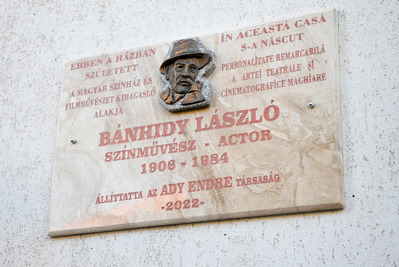 EBBEN A HÁZBAN
SZÜLETETT
A MAGYAR SZÍNHÁZ ÉS
FILMMŰVÉSZET KIMAGASLÓ
ALAKJA
ÎN ACEASTĂ CASĂ
S-A NĂSCUT
PERSONALITATE REMARCABILĂ
A ARTEI TEATRALE ȘI
CINEMATOGRAFICE MAGHIARE
BÁNHIDY LÁSZLÓ
SZÍNMŰVÉSZ - ACTOR
1906 - 1984
ÁLLÍTTATTA AZ ADY ENDRE TÁRSASÁG
-2022-